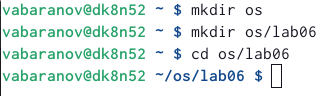 vabaranov@dk8n52 ~ $ mkdir os
vabaranov@dk8n52 ~ $ mkdir os/lab06
vabaranov@dk8n52 ~ $ cd os/lab06
vabaranov@dk8n52 ~/os/lab06 $